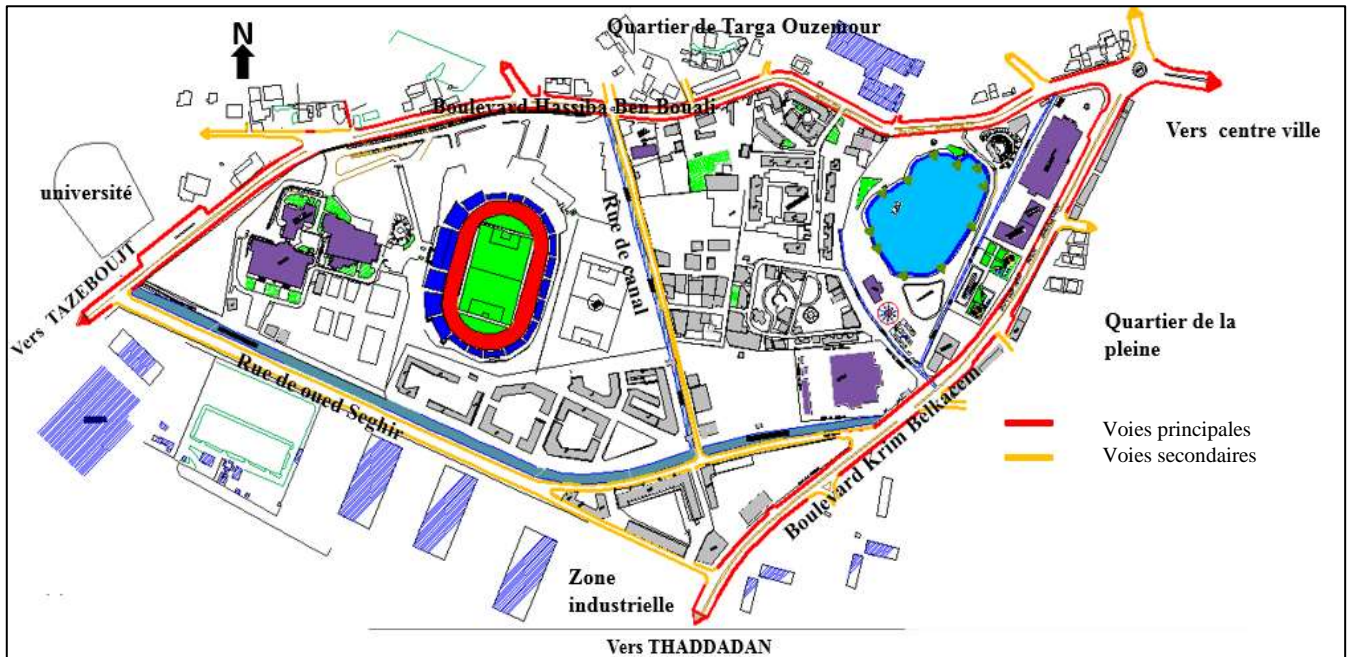 Quartier de Targa Ouzemour
N
Boulevard Hassiba Ben Bouali
Vers centre ville
université
Rue de canal
Vers TAZEBOUJT
Quartier de la
pleine
Rue de oued Seghir
Boulevard Krim Belkacem
Voies principales
Voies secondaires
Zone
industrielle
Vers THADDADAN